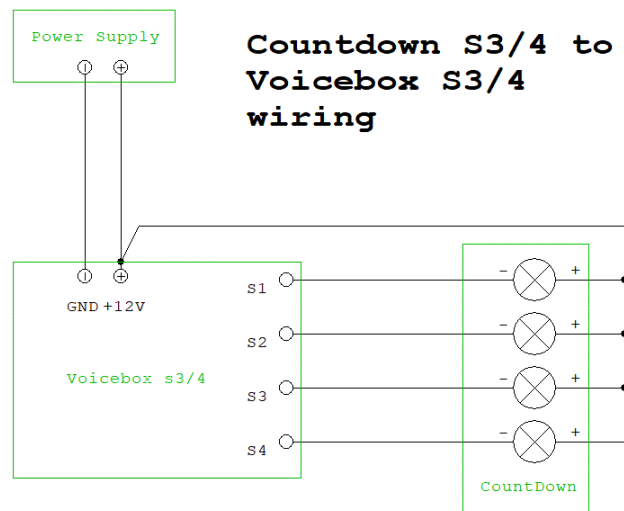 Power Supply
Countdown S3/4 to
Voicebox S3/4
wiring
- +
- +
GND +12V
S1
- +
S2
- +
Voicebox s3/4
S3
- +
S4
- +
CountDown